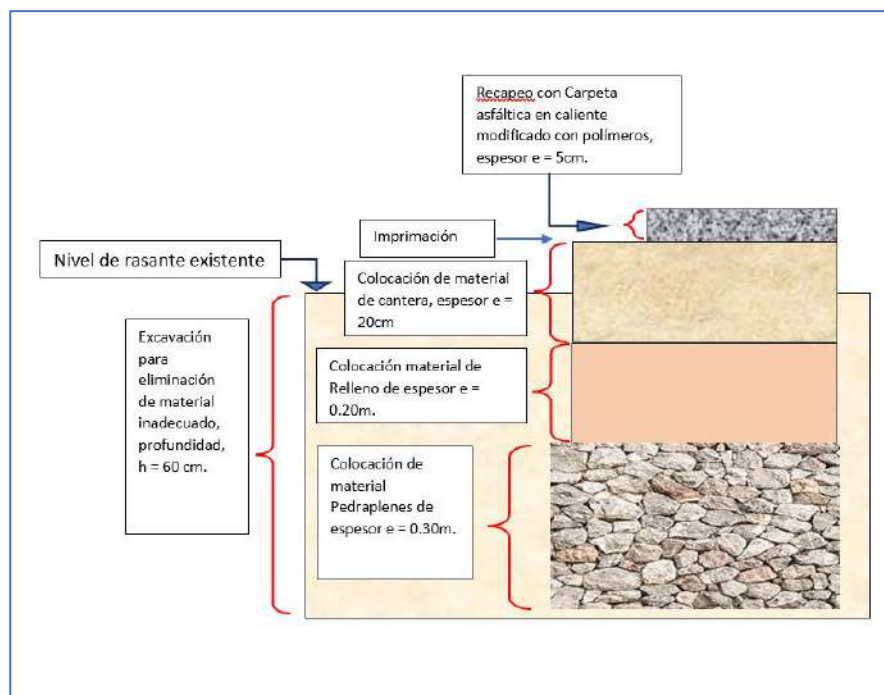 Recapeo con Carpeta
asfáltica en caliente
modificado con polímeros,
espesor e = 5cm.
Imprimación
Nivel de rasante existente
Colocación de material
de cantera, espesor e =
20cm
Excavación
para
eliminación
de material
inadecuado,
profundidad,
h = 60 cm.
Colocación material de
Relleno de espesor e =
0.20m.
Colocación de
material
Pedraplenes de
espesor e = 0.30m.